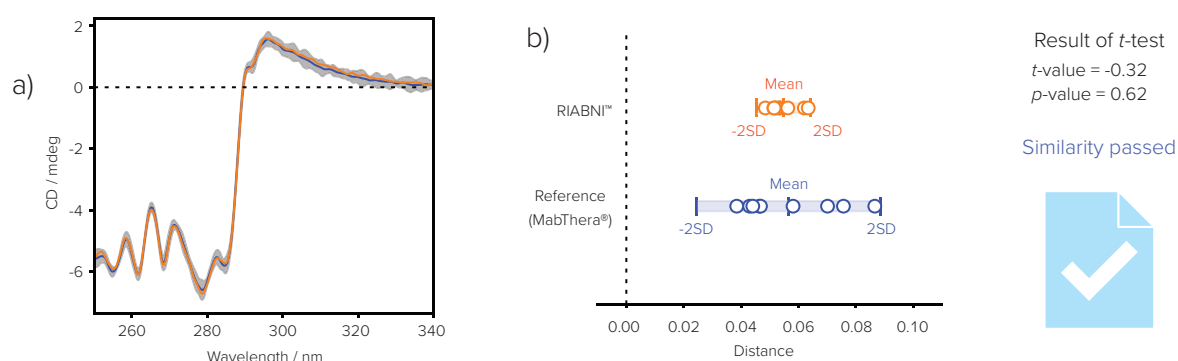 a)
2
0
-2
-4
-6
CD / mdeg
260 280 300 320 340
Wavelength / nm
b)
RIABNI™
Mean
-2SD 2SD
Reference
(MabThera®)
Mean
-2SD 2SD
0.00 0.02 0.04 0.06 0.08 0.10
Distance
Result of t-test
t-value = -0.32
p-value = 0.62
Similarity passed